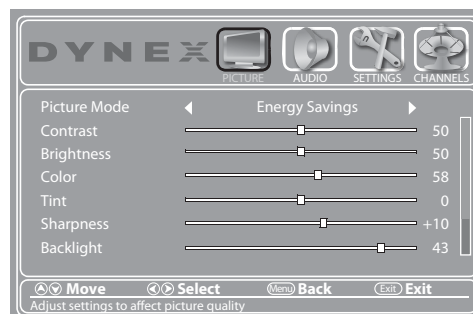 DYNEX
PICTURE AUDIO SETTINGS CHANNELS
Picture Mode Energy Savings
Contrast 50
Brightness 50
Color 58
Tint 0
Sharpness +10
Backlight 43
Move Select Menu Back Exit Exit
Adjust settings to affect picture quality